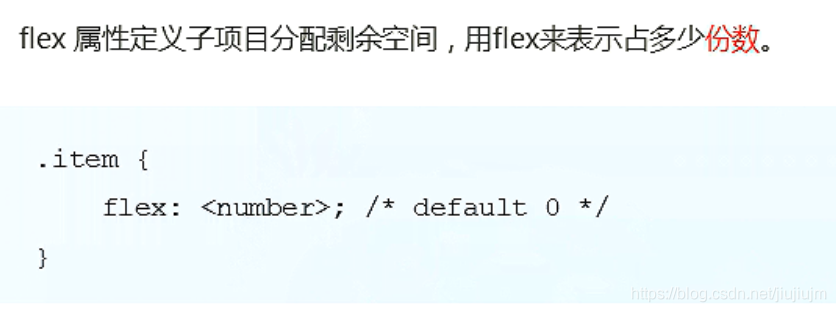 flex 属性定义子项目分配剩余空间，用flex来表示占多少份数。
.item {
flex: <number>; /* default 0 */
}
https://blog.csdn.net/jiujiujm